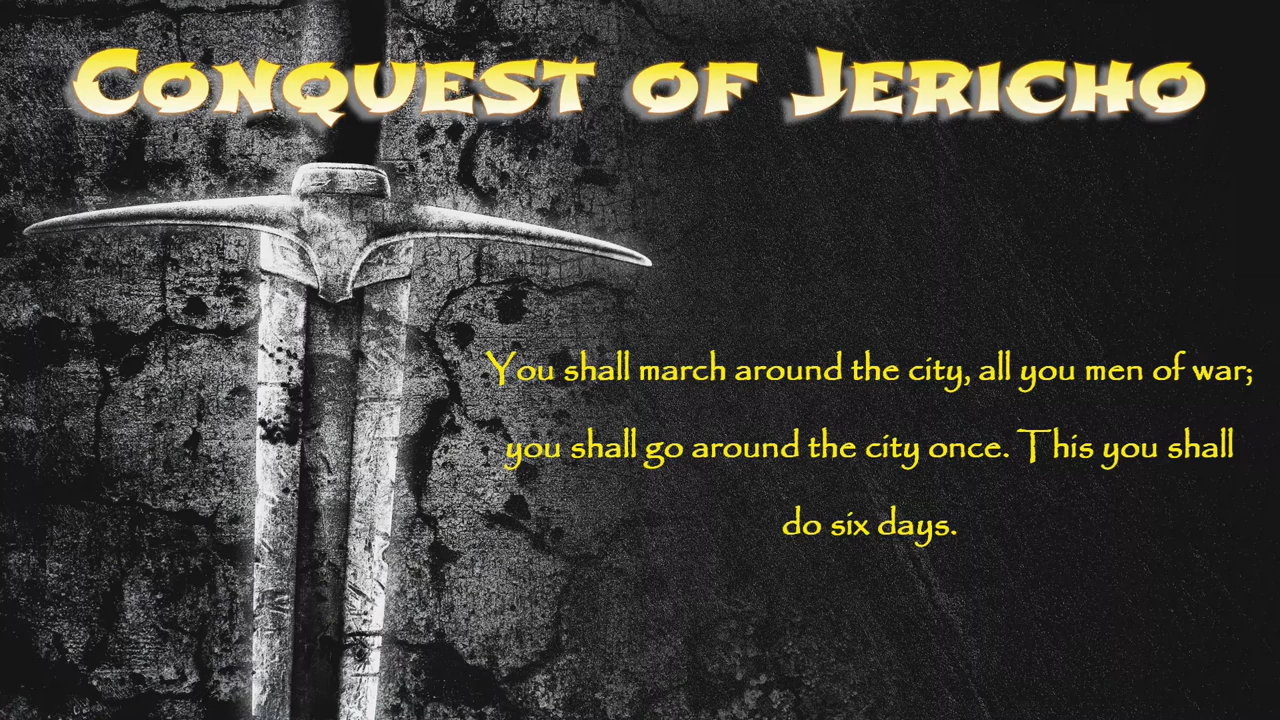 Conquest of Jericho
You shall march around the city, all you men of war;
you shall go around the city once. This you shall
do six days.